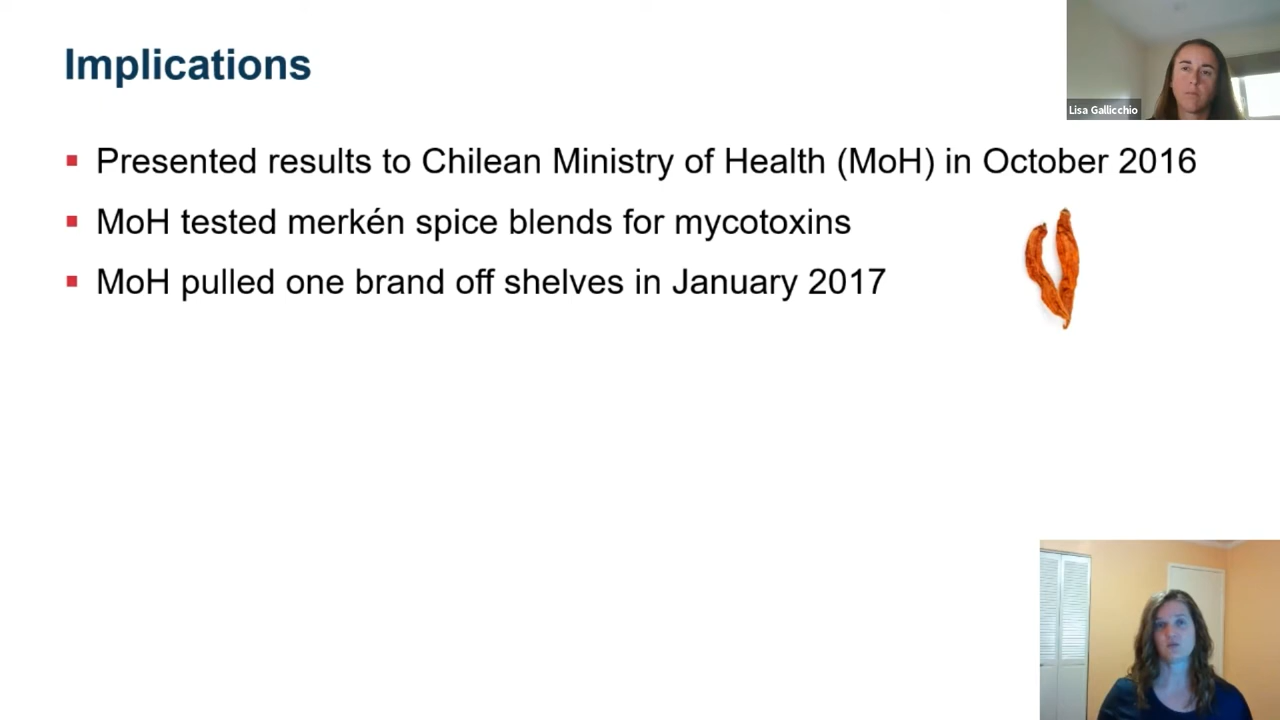 Implications
Lisa Gallicchio
Presented results to Chilean Ministry of Health (MoH) in October 2016
MoH tested merkén spice blends for mycotoxins
MoH pulled one brand off shelves in January 2017